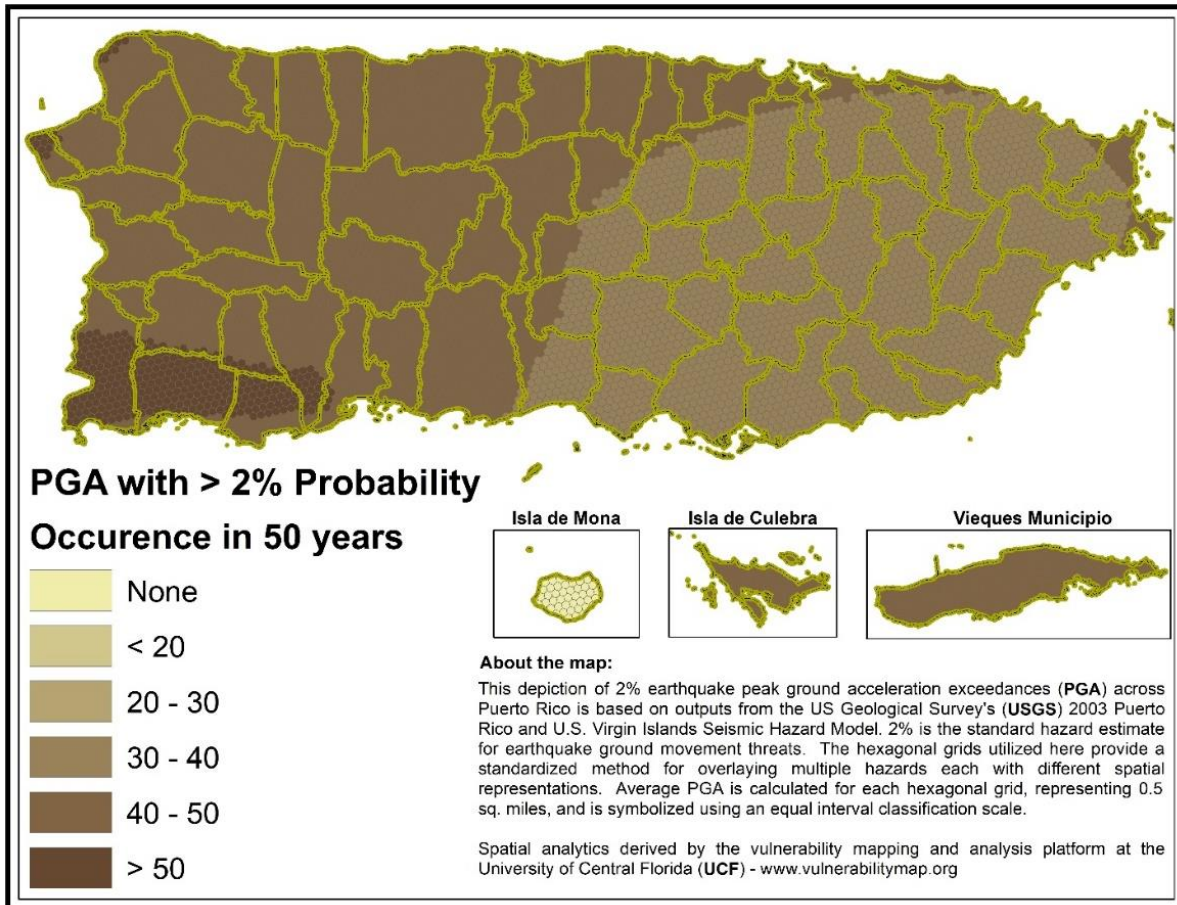 PGA with > 2% Probability
Occurence in 50 years
None
< 20
20 - 30
30 - 40
40 - 50
> 50
Isla de Mona
Isla de Culebra
Vieques Municipio
About the map:
This depiction of 2% earthquake peak ground acceleration exceedances (PGA) across
Puerto Rico is based on outputs from the US Geological Survey's (USGS) 2003 Puerto
Rico and U.S. Virgin Islands Seismic Hazard Model. 2% is the standard hazard estimate
for earthquake ground movement threats. The hexagonal grids utilized here provide a
standardized method for overlaying multiple hazards each with different spatial
representations. Average PGA is calculated for each hexagonal grid, representing 0.5
sq. miles, and is symbolized using an equal interval classification scale.
Spatial analytics derived by the vulnerability mapping and analysis platform at the
University of Central Florida (UCF) - www.vulnerabilitymap.org